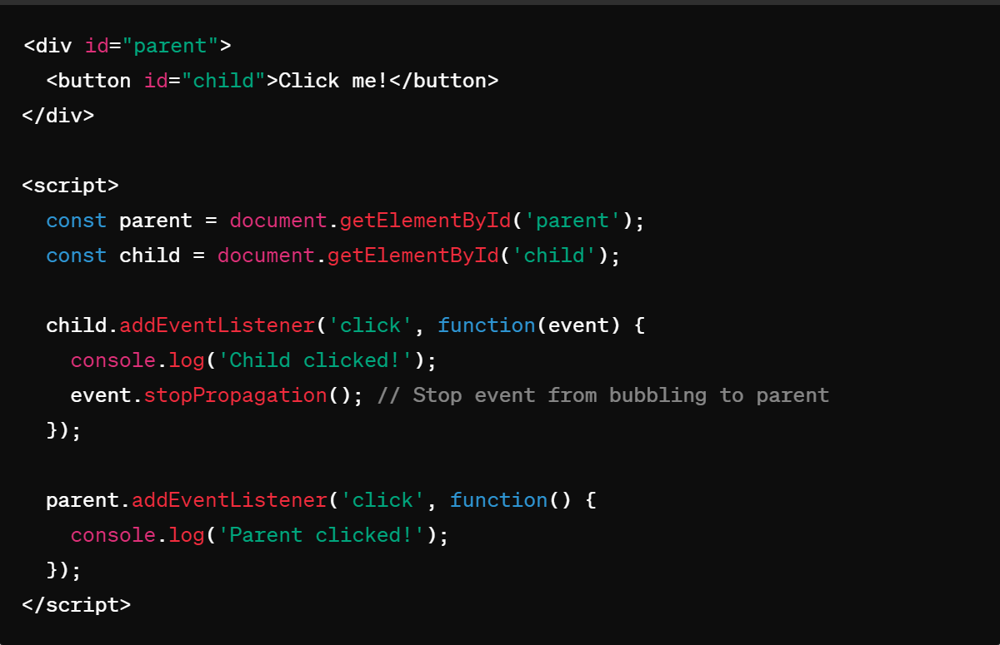 <div id="parent">
  <button id="child">Click me!</button>
</div>

<script>
  const parent = document.getElementById('parent');
  const child = document.getElementById('child');

  child.addEventListener('click', function(event) {
    console.log('Child clicked!');
    event.stopPropagation(); // Stop event from bubbling to parent
  });

  parent.addEventListener('click', function() {
    console.log('Parent clicked!');
  });
</script>